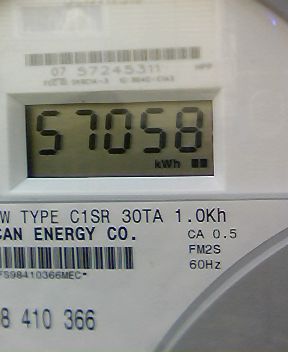 07 57245311
57058
kWh
W TYPE C1SR 30TA 1.0Kh
CAN ENERGY CO.
CA 0.5
FM2S
60Hz
FS98410366MEC*
8 410 366